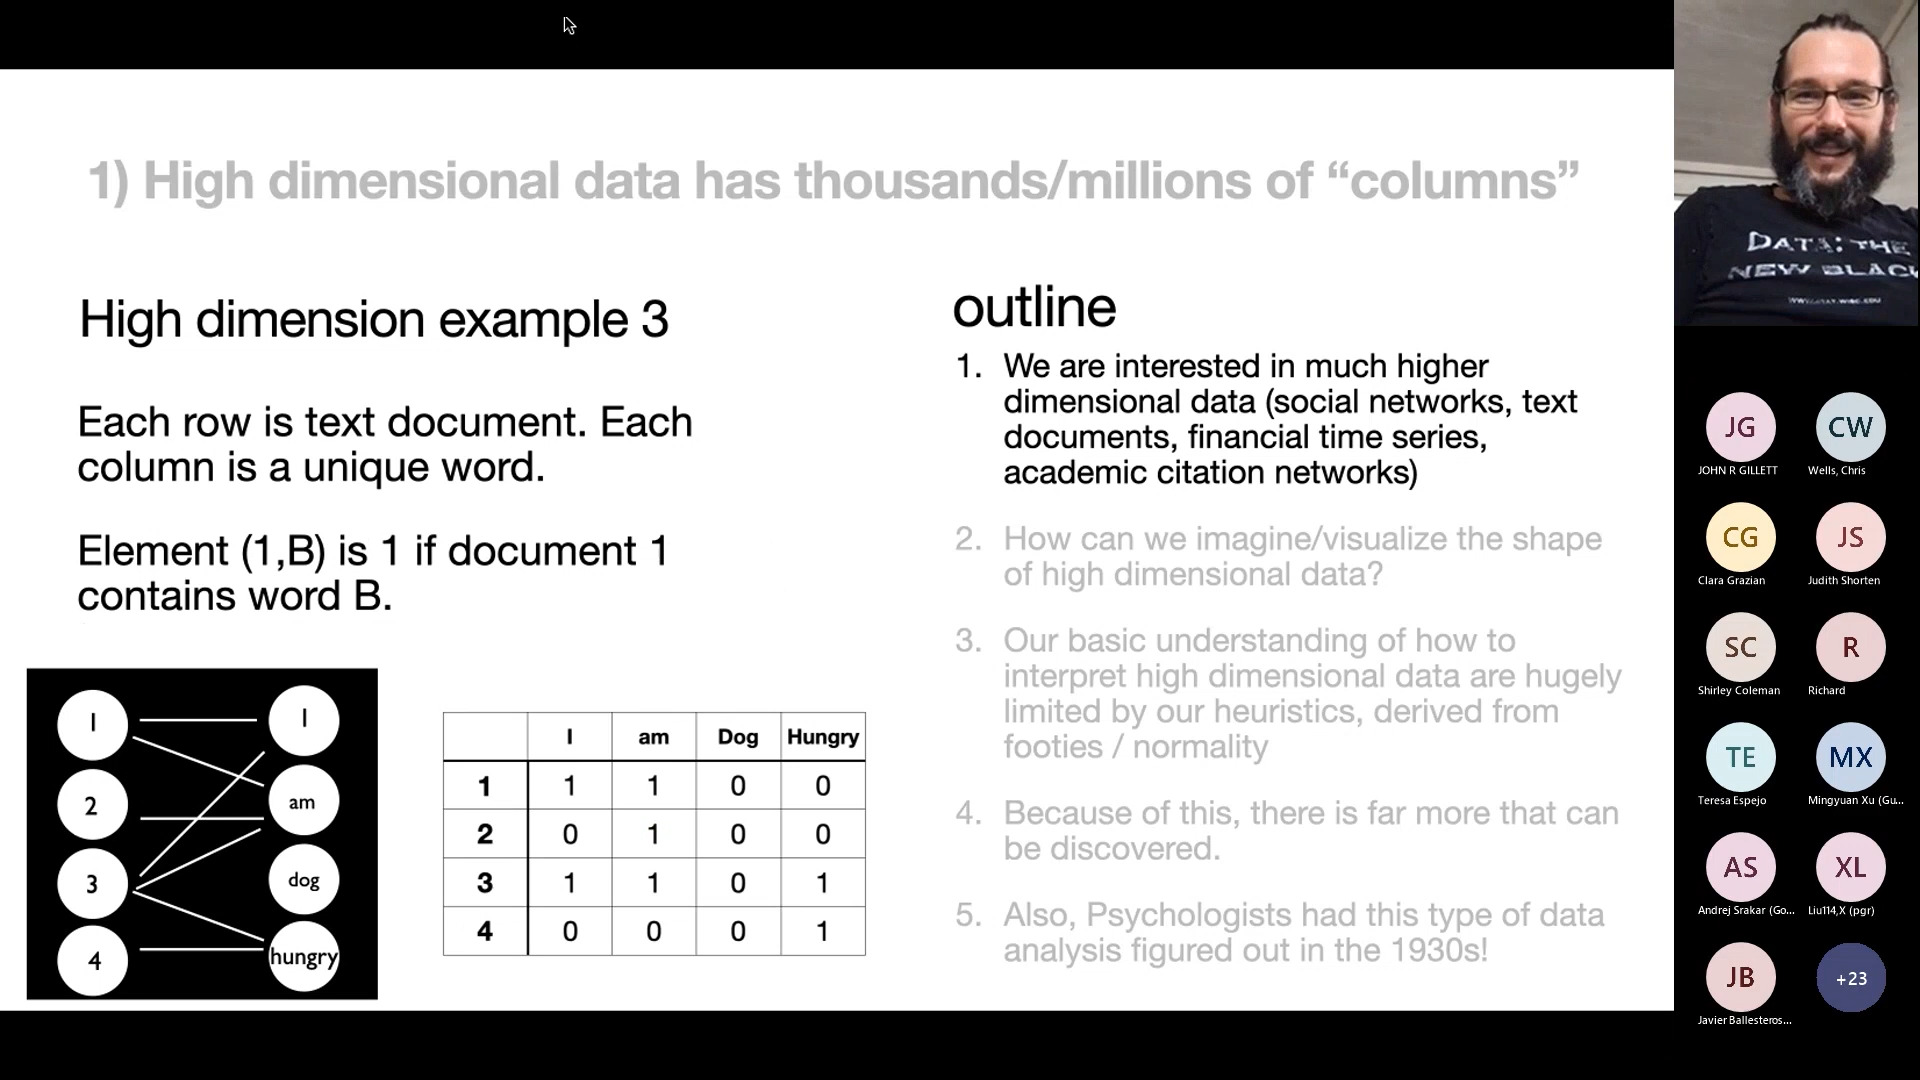 1) High dimensional data has thousands/millions of “columns”
High dimension example 3
Each row is text document. Each
column is a unique word.
Element (1,B) is 1 if document 1
contains word B.
1
2
3
4
I
am
dog
hungry
I am Dog Hungry
1 1 1 0 0
2 0 1 0 0
3 1 1 0 1
4 0 0 0 1
outline
1. We are interested in much higher
dimensional data (social networks, text
documents, financial time series,
academic citation networks)
2. How can we imagine/visualize the shape
of high dimensional data?
3. Our basic understanding of how to
interpret high dimensional data are hugely
limited by our heuristics, derived from
footies / normality
4. Because of this, there is far more that can
be discovered.
5. Also, Psychologists had this type of data
analysis figured out in the 1930s!
DATA: THE
NEW BLACK
JG
JOHN R GILLETT
CW
Wells, Chris
CG
Clara Grazian
JS
Judith Shorten
SC
Shirley Coleman
R
Richard
TE
Teresa Espejo
MX
Mingyuan Xu (Gu...
AS
Andrej Srakar (Go...
XL
Liu114,X (pgr)
JB
Javier Ballesteros...
+23